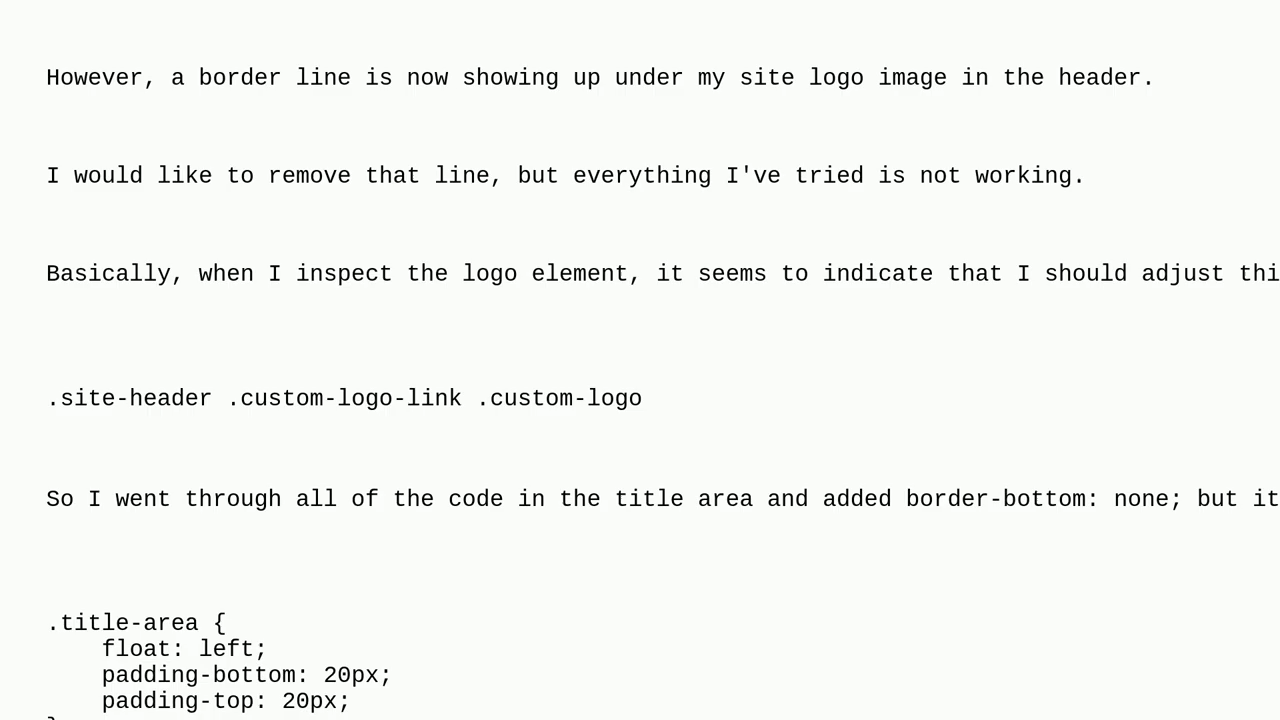 However, a border line is now showing up under my site logo image in the header.
I would like to remove that line, but everything I've tried is not working.
Basically, when I inspect the logo element, it seems to indicate that I should adjust thi
.site-header .custom-logo-link .custom-logo
So I went through all of the code in the title area and added border-bottom: none; but it
.title-area {
    float: left;
    padding-bottom: 20px;
    padding-top: 20px;
}